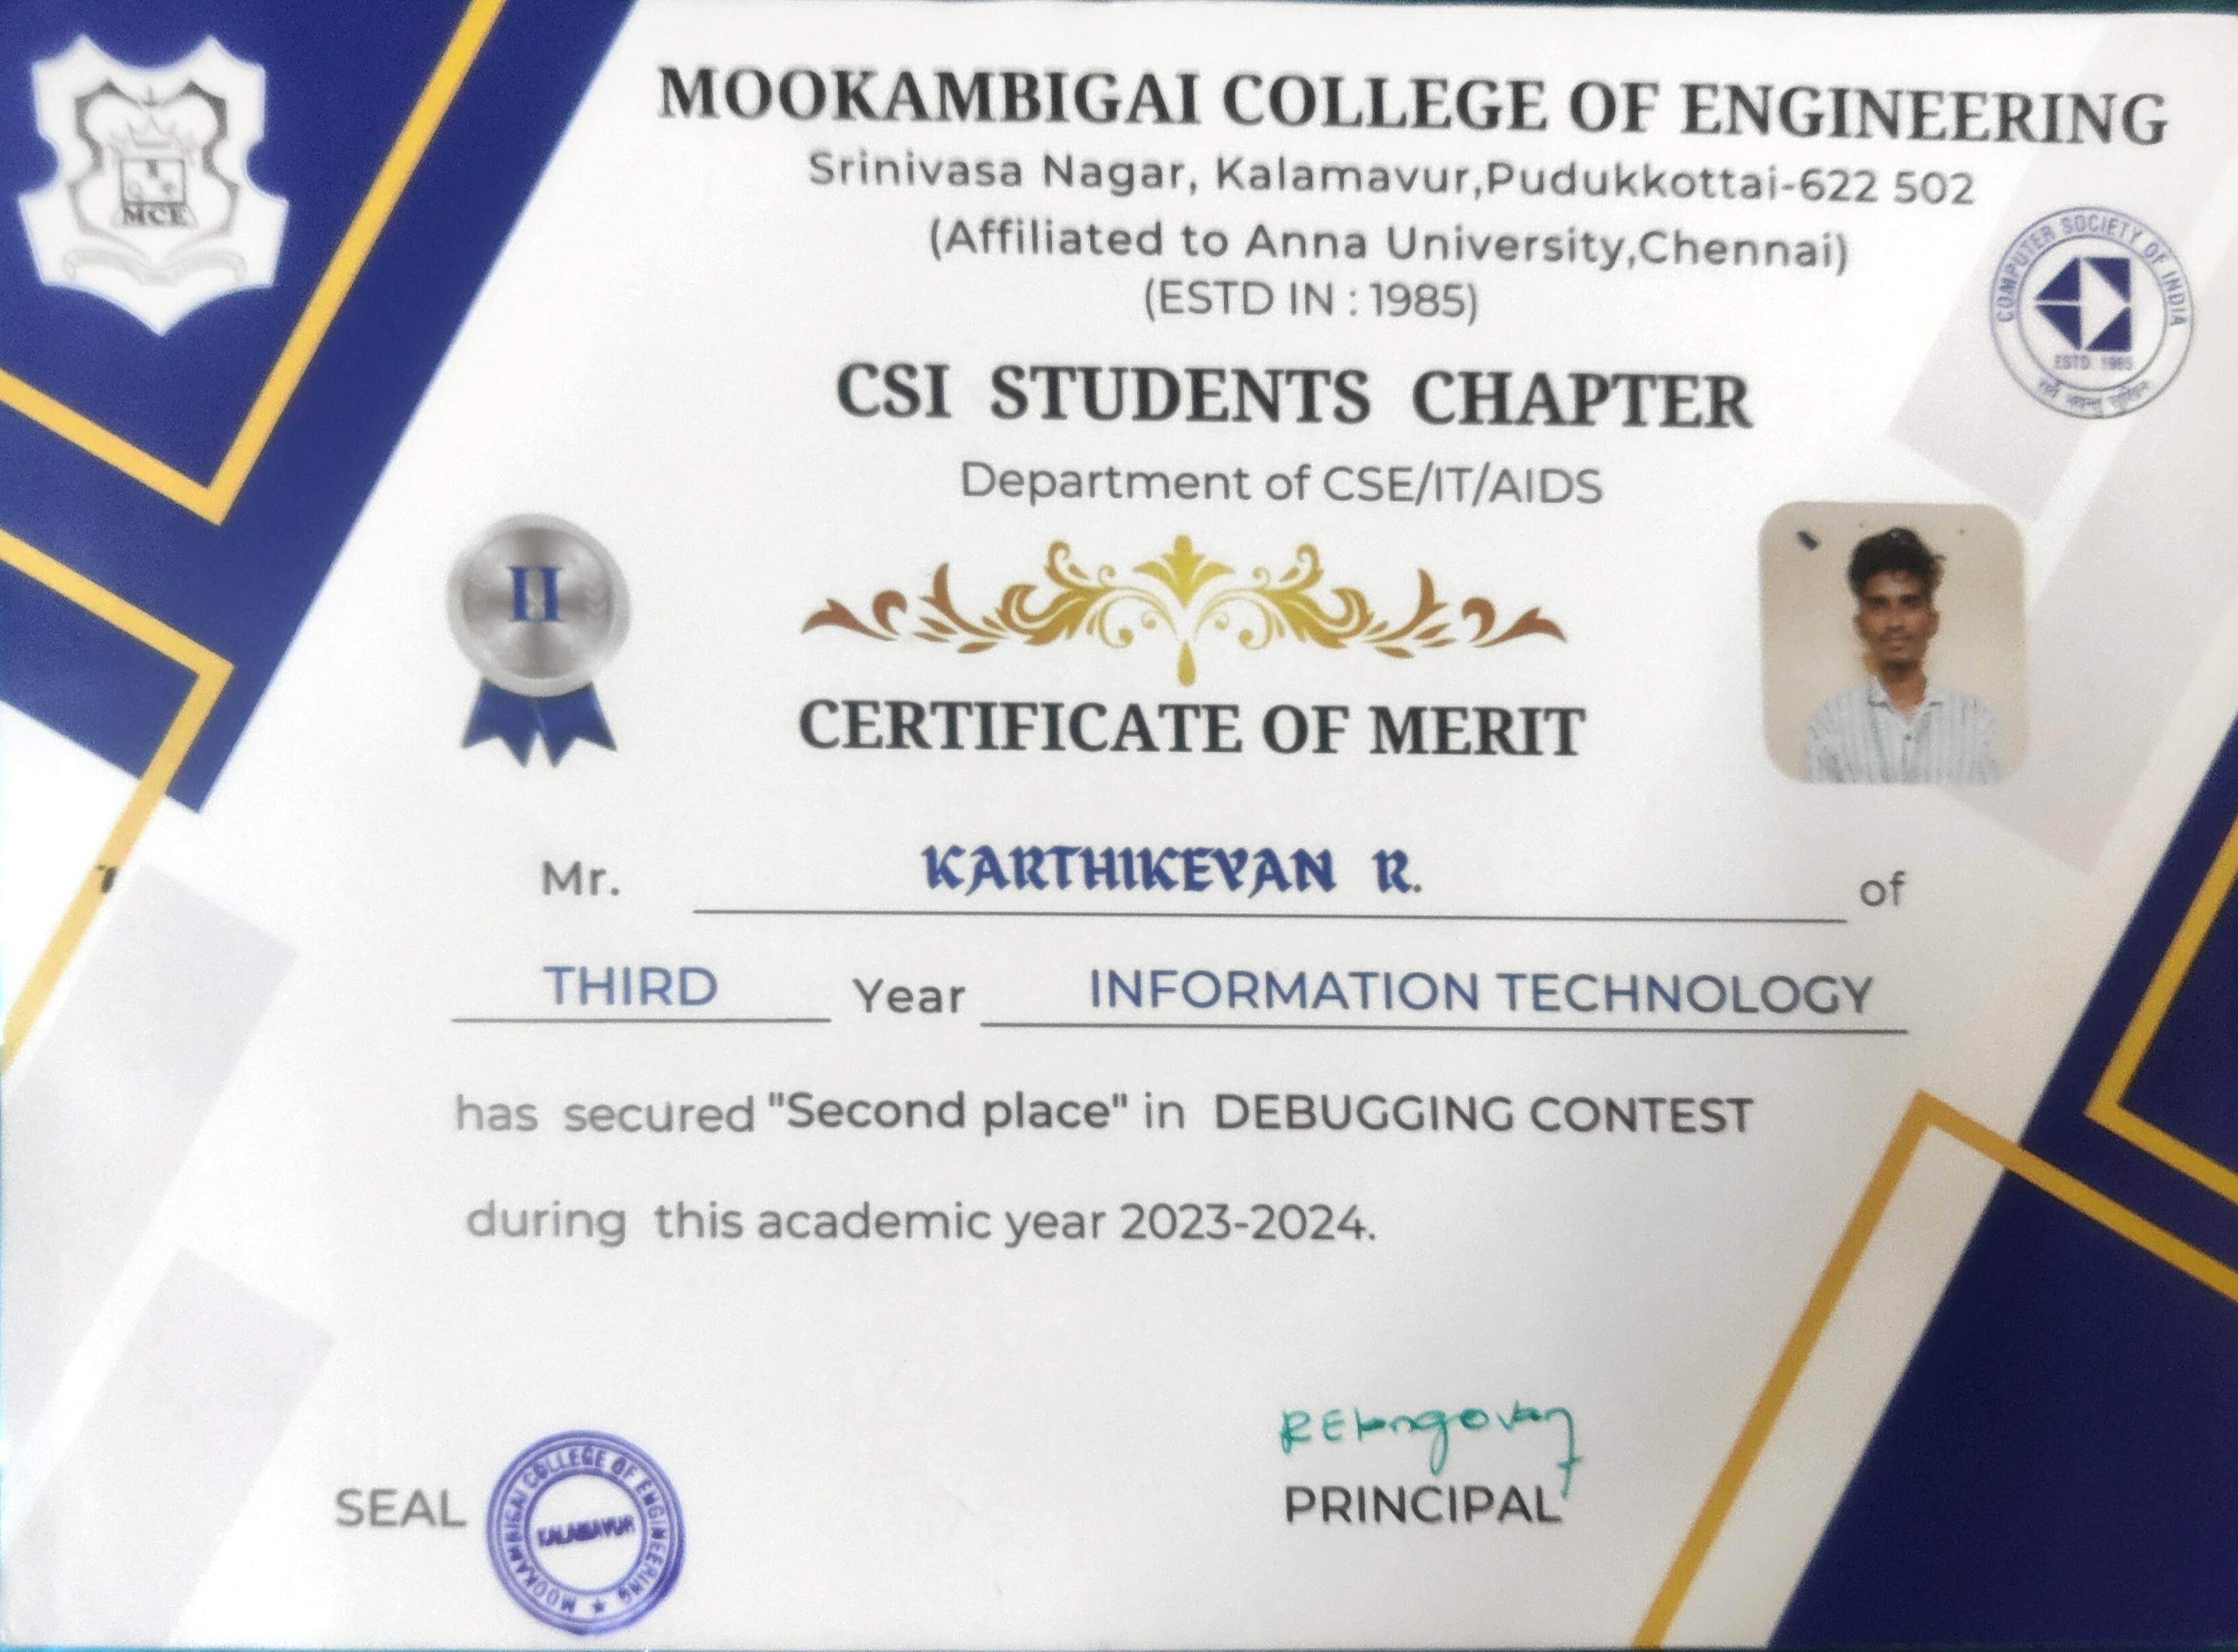 MOOKAMBIGAI COLLEGE OF ENGINEERING
Srinivasa Nagar, Kalamavur,Pudukkottai-622 502
(Affiliated to Anna University,Chennai)
(ESTD IN : 1985)
MCE
COMPUTER SOCIETY OF INDIA
ESTD. 1965
CSI STUDENTS CHAPTER
Department of CSE/IT/AIDS
II
CERTIFICATE OF MERIT
Mr. KARTHIKEYAN R. of
THIRD Year INFORMATION TECHNOLOGY
has secured "Second place" in DEBUGGING CONTEST
during this academic year 2023-2024.
R Elangovan
SEAL
MOOKAMBIGAI COLLEGE OF ENGINEERING
KALAMAVUR
PRINCIPAL